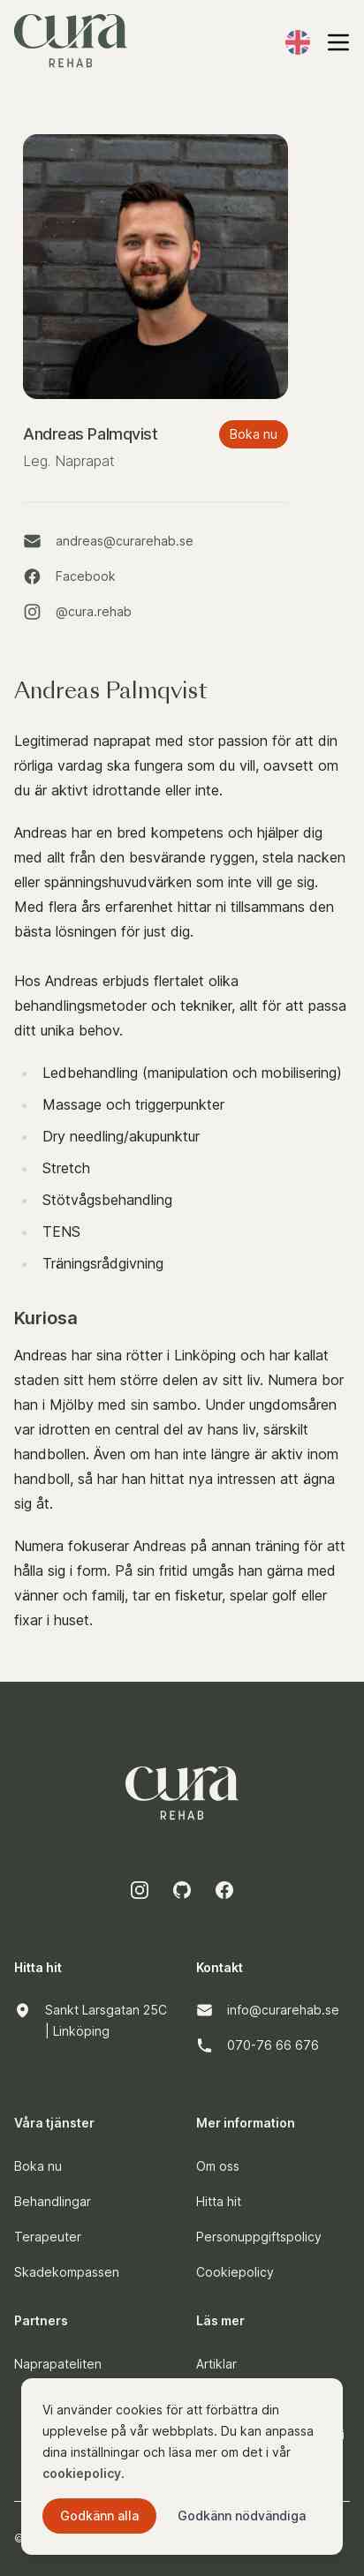 cura
REHAB
Andreas Palmqvist
Boka nu
Leg. Naprapat
andreas@curarehab.se
Facebook
@cura.rehab
Andreas Palmqvist
Legitimerad naprapat med stor passion för att din
rörliga vardag ska fungera som du vill, oavsett om
du är aktivt idrottande eller inte.
Andreas har en bred kompetens och hjälper dig
med allt från den besvärande ryggen, stela nacken
eller spänningshuvudvärken som inte vill ge sig.
Med flera års erfarenhet hittar ni tillsammans den
bästa lösningen för just dig.
Hos Andreas erbjuds flertalet olika
behandlingsmetoder och tekniker, allt för att passa
ditt unika behov.
Ledbehandling (manipulation och mobilisering)
Massage och triggerpunkter
Dry needling/akupunktur
Stretch
Stötvågsbehandling
TENS
Träningsrådgivning
Kuriosa
Andreas har sina rötter i Linköping och har kallat
staden sitt hem större delen av sitt liv. Numera bor
han i Mjölby med sin sambo. Under ungdomsåren
var idrotten en central del av hans liv, särskilt
handbollen. Även om han inte längre är aktiv inom
handboll, så har han hittat nya intressen att ägna
sig åt.
Numera fokuserar Andreas på annan träning för att
hålla sig i form. På sin fritid umgås han gärna med
vänner och familj, tar en fisketur, spelar golf eller
fixar i huset.
cura
REHAB
Hitta hit
Sankt Larsgatan 25C
| Linköping
Kontakt
info@curarehab.se
070-76 66 676
Våra tjänster
Boka nu
Behandlingar
Terapeuter
Skadekompassen
Mer information
Om oss
Hitta hit
Personuppgiftspolicy
Cookiepolicy
Partners
Naprapateliten
Läs mer
Artiklar
Vi använder cookies för att förbättra din
upplevelse på vår webbplats. Du kan anpassa
dina inställningar och läsa mer om det i vår
cookiepolicy.
Godkänn alla
Godkänn nödvändiga
©